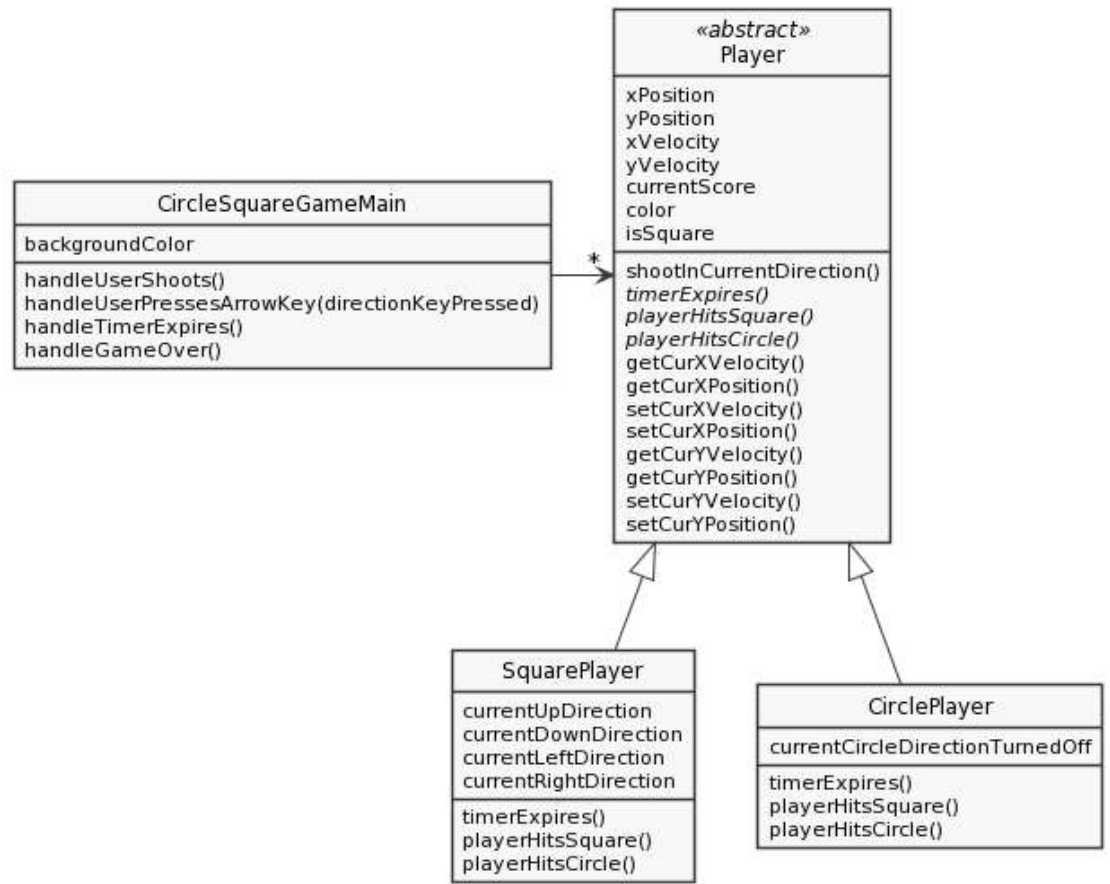 «abstract»
Player
xPosition
yPosition
xVelocity
yVelocity
currentScore
color
isSquare
shootInCurrentDirection()
timerExpires()
playerHitsSquare()
playerHitsCircle()
getCurXVelocity()
getCurXPosition()
setCurXVelocity()
setCurXPosition()
getCurYVelocity()
getCurYPosition()
setCurYVelocity()
setCurYPosition()
CircleSquareGameMain
backgroundColor
handleUserShoots()
handleUserPressesArrowKey(directionKeyPressed)
handleTimerExpires()
handleGameOver()
*
SquarePlayer
currentUpDirection
currentDownDirection
currentLeftDirection
currentRightDirection
timerExpires()
playerHitsSquare()
playerHitsCircle()
CirclePlayer
currentCircleDirectionTurnedOff
timerExpires()
playerHitsSquare()
playerHitsCircle()